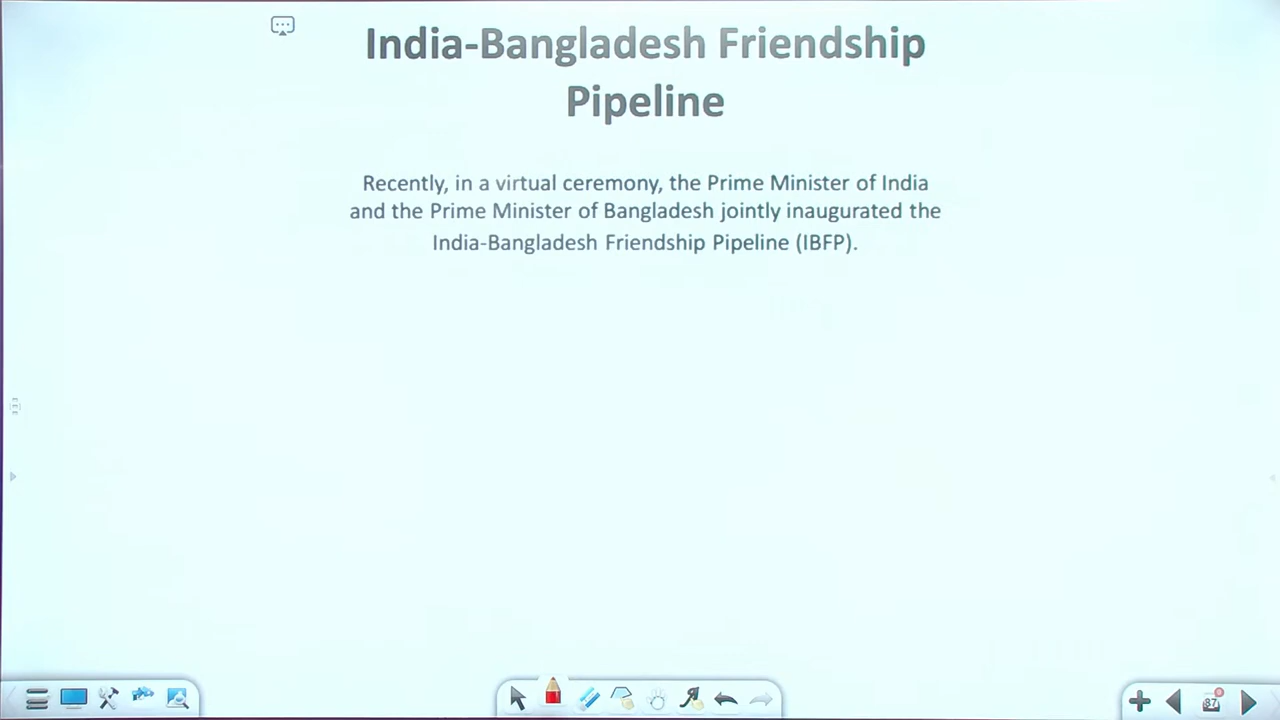 India-Bangladesh Friendship
Pipeline
Recently, in a virtual ceremony, the Prime Minister of India
and the Prime Minister of Bangladesh jointly inaugurated the
India-Bangladesh Friendship Pipeline (IBFP).
87